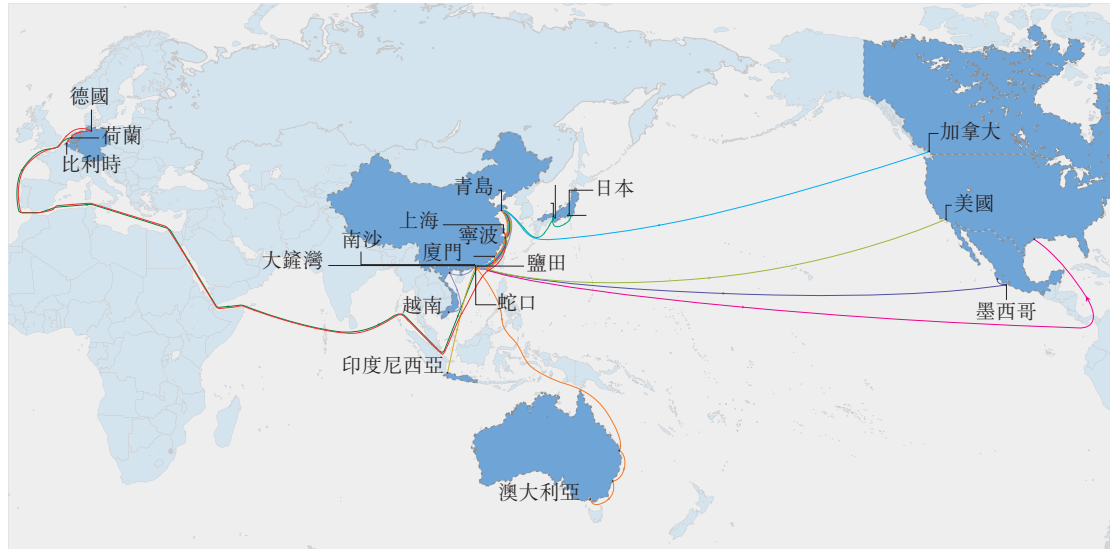 德國
荷蘭
比利時
加拿大
青島
日本
美國
上海
寧波
南沙
廈門
大鏟灣
鹽田
越南
蛇口
墨西哥
印度尼西亞
澳大利亞